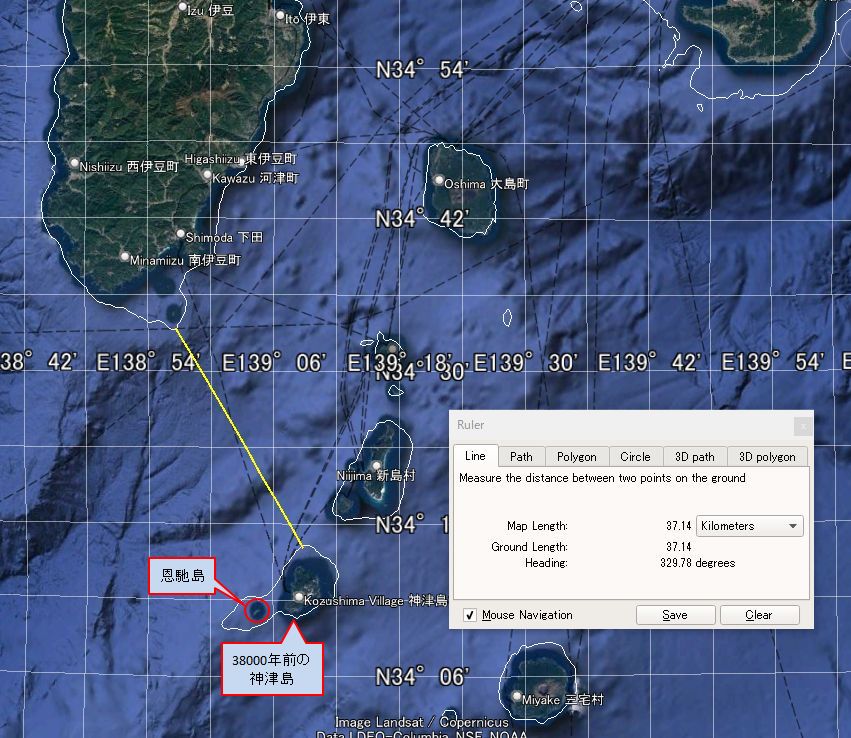 Izu 伊豆
Ito 伊東
N34° 54'
Nishiizu 西伊豆町
Higashiizu 東伊豆町
Kawazu 河津町
Oshima 大島町
N34° 42'
Shimoda 下田
Minamiizu 南伊豆町
38° 42' E138° 54' E139° 06' E139° 18' E139° 30' E139° 42' E139° 54' E
N34° 30'
Ruler
Line Path Polygon Circle 3D path 3D polygon
Measure the distance between two points on the ground
Map Length: 37.14 Kilometers
Ground Length: 37.14
Heading: 329.78 degrees
Mouse Navigation Save Clear
Niijima 新島村
N34° 1
恩馳島
Kozushima Village 神津島
38000年前の
神津島
N34° 06'
Miyake 三宅村
Image Landsat / Copernicus
Data LDEO-Columbia, NSF, NOAA